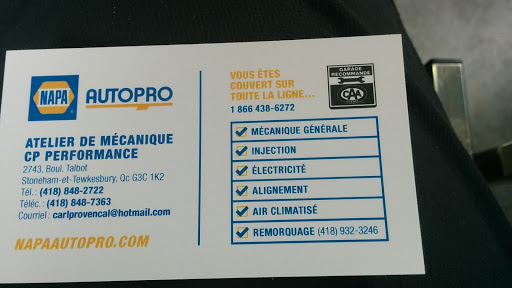 NAPA AUTOPRO
ATELIER DE MÉCANIQUE
CP PERFORMANCE
2743, Boul. Talbot
Stoneham-et-Tewkesbury, Qc G3C 1K2
Tél.: (418) 848-2722
Téléc.: (418) 848-7363
Courriel : carlprovencal@hotmail.com
NAPAAUTOPRO.COM
VOUS ÊTES
COUVERT SUR
TOUTE LA LIGNE...
1 866 438-6272
GARAGE
RECOMMANDÉ
CAA
MÉCANIQUE GÉNÉRALE
INJECTION
ÉLECTRICITÉ
ALIGNEMENT
AIR CLIMATISÉ
REMORQUAGE (418) 932-3246